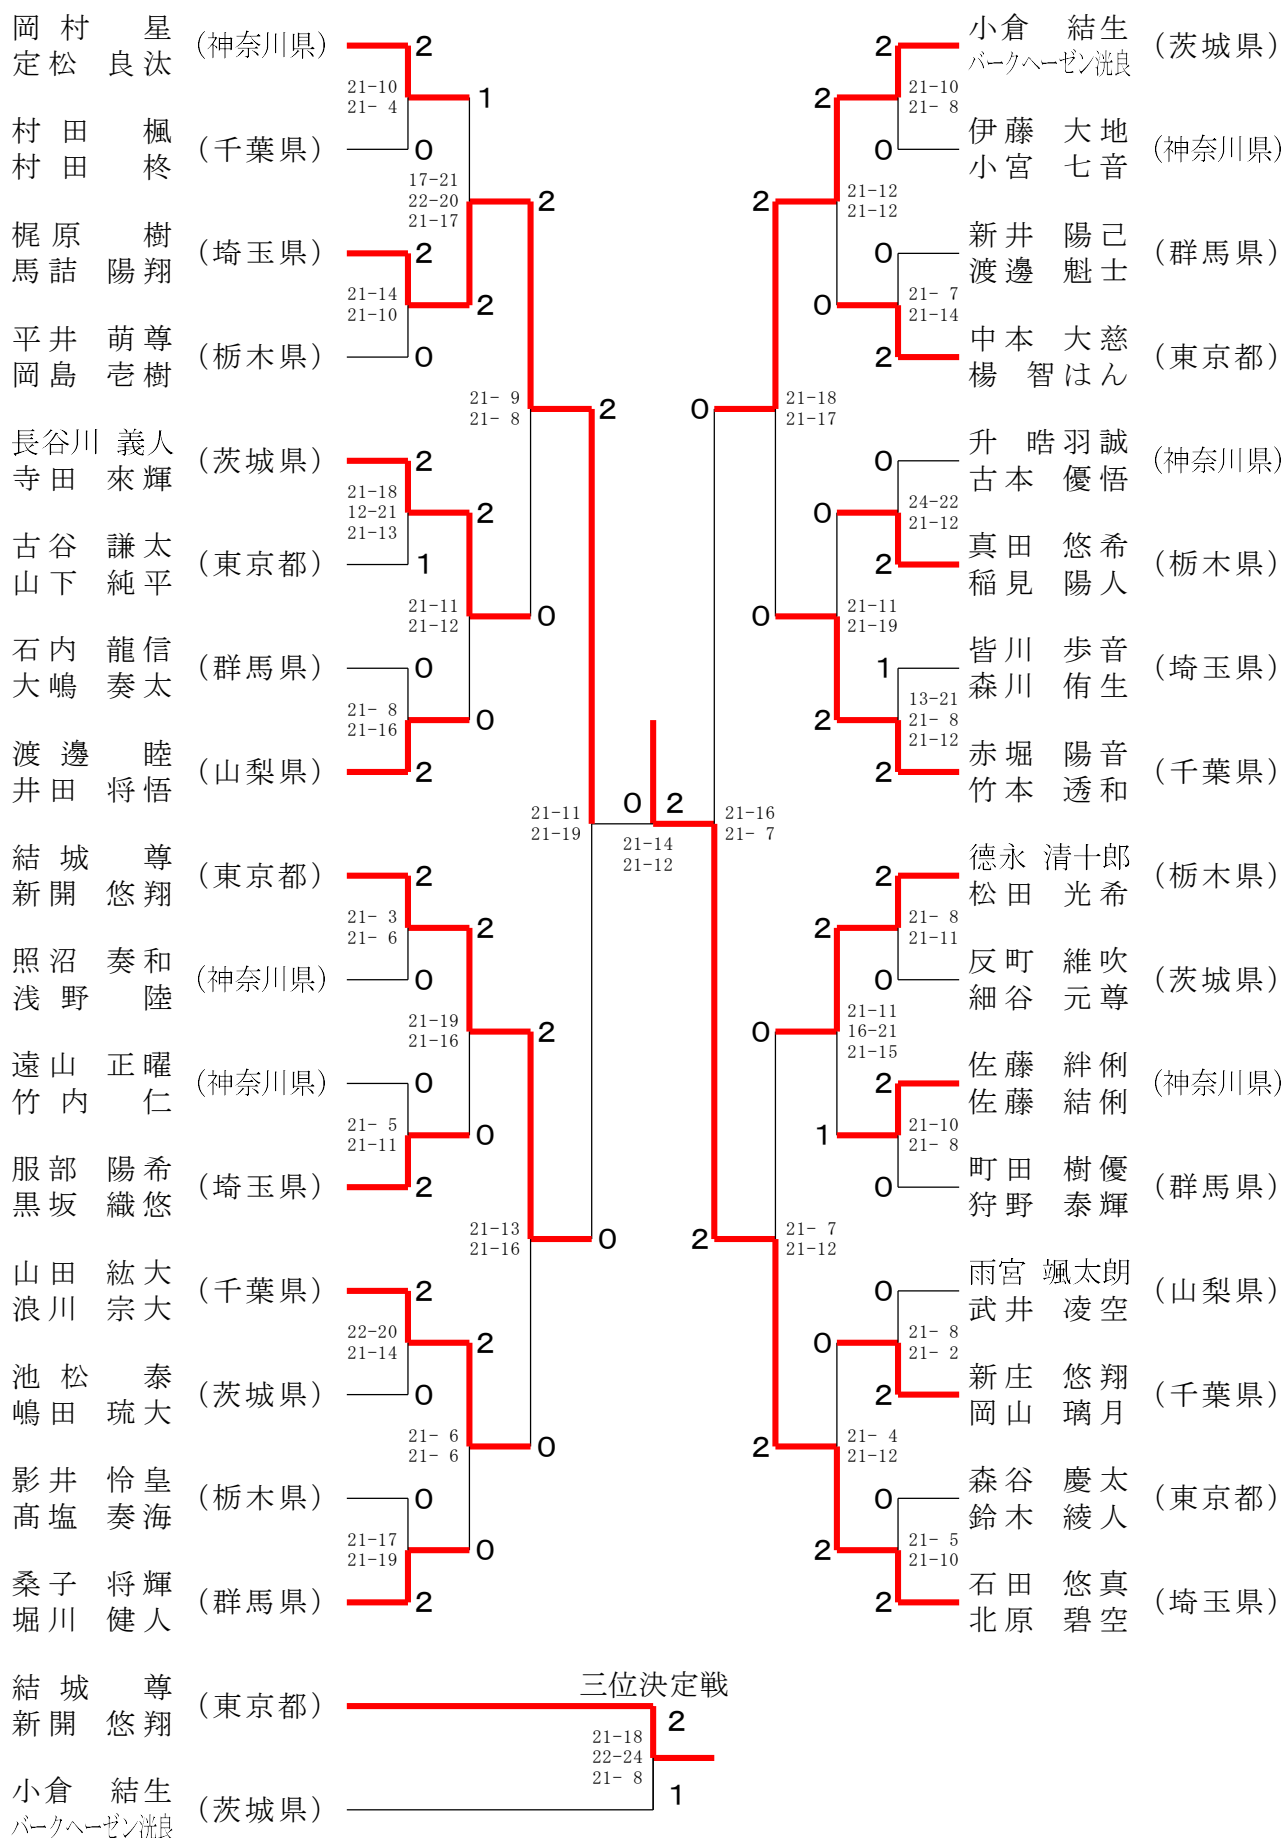 岡村 星
定松 良汰
(神奈川県)
2
21-10
21- 4
1
村田 楓
村田 柊
(千葉県)
0
17-21
22-20
21-17
2
梶原 樹
馬詰 陽翔
(埼玉県)
2
21-14
21-10
2
平井 萌尊
岡島 壱樹
(栃木県)
0
21- 9
21- 8
2
長谷川 義人
寺田 來輝
(茨城県)
2
21-18
12-21
21-13
2
古谷 謙太
山下 純平
(東京都)
1
21-11
21-12
0
石内 龍信
大嶋 奏太
(群馬県)
0
21- 8
21-16
0
渡邊 睦
井田 将悟
(山梨県)
2
21-11
21-19
0
2
21-14
21-12
結城 尊
新開 悠翔
(東京都)
2
21- 3
21- 6
2
照沼 奏和
浅野 陸
(神奈川県)
0
21-19
21-16
2
遠山 正曜
竹内 仁
(神奈川県)
0
21- 5
21-11
0
服部 陽希
黒坂 織悠
(埼玉県)
2
21-13
21-16
0
山田 紘大
浪川 宗大
(千葉県)
2
22-20
21-14
2
池松 泰
嶋田 琉大
(茨城県)
0
21- 6
21- 6
0
影井 怜皇
髙塩 奏海
(栃木県)
0
21-17
21-19
0
桑子 将輝
堀川 健人
(群馬県)
2
小倉 結生
バークヘーゼン洸良
(茨城県)
2
21-10
21- 8
2
伊藤 大地
小宮 七音
(神奈川県)
0
21-12
21-12
2
新井 陽己
渡邊 魁士
(群馬県)
0
21- 7
21-14
0
中本 大慈
楊 智はん
(東京都)
2
21-18
21-17
0
升 晧羽誠
古本 優悟
(神奈川県)
0
24-22
21-12
0
真田 悠希
稲見 陽人
(栃木県)
2
21-11
21-19
0
皆川 歩音
森川 侑生
(埼玉県)
1
13-21
21- 8
21-12
2
赤堀 陽音
竹本 透和
(千葉県)
2
21-16
21- 7
德永 清十郎
松田 光希
(栃木県)
2
21- 8
21-11
2
反町 維吹
細谷 元尊
(茨城県)
0
21-11
16-21
21-15
0
佐藤 絆俐
佐藤 結俐
(神奈川県)
2
21-10
21- 8
1
町田 樹優
狩野 泰輝
(群馬県)
0
21- 7
21-12
2
雨宮 颯太朗
武井 凌空
(山梨県)
0
21- 8
21- 2
0
新庄 悠翔
岡山 璃月
(千葉県)
2
21- 4
21-12
2
森谷 慶太
鈴木 綾人
(東京都)
0
21- 5
21-10
2
石田 悠真
北原 碧空
(埼玉県)
2
三位決定戦
結城 尊
新開 悠翔
(東京都)
2
21-18
22-24
21- 8
小倉 結生
バークヘーゼン洸良
(茨城県)
1